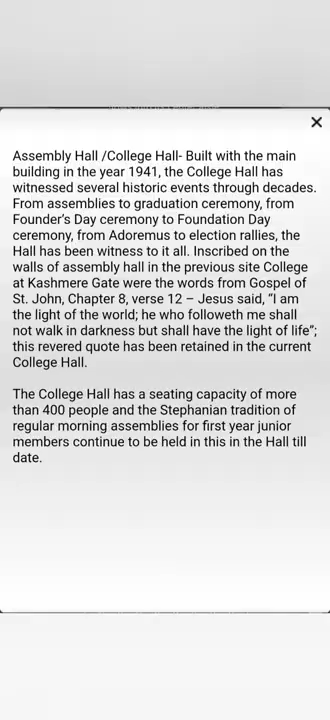 Assembly Hall /College Hall- Built with the main
building in the year 1941, the College Hall has
witnessed several historic events through decades.
From assemblies to graduation ceremony, from
Founder's Day ceremony to Foundation Day
ceremony, from Adoremus to election rallies, the
Hall has been witness to it all. Inscribed on the
walls of assembly hall in the previous site College
at Kashmere Gate were the words from Gospel of
St. John, Chapter 8, verse 12 – Jesus said, “I am
the light of the world; he who followeth me shall
not walk in darkness but shall have the light of life”;
this revered quote has been retained in the current
College Hall.
The College Hall has a seating capacity of more
than 400 people and the Stephanian tradition of
regular morning assemblies for first year junior
members continue to be held in this in the Hall till
date.